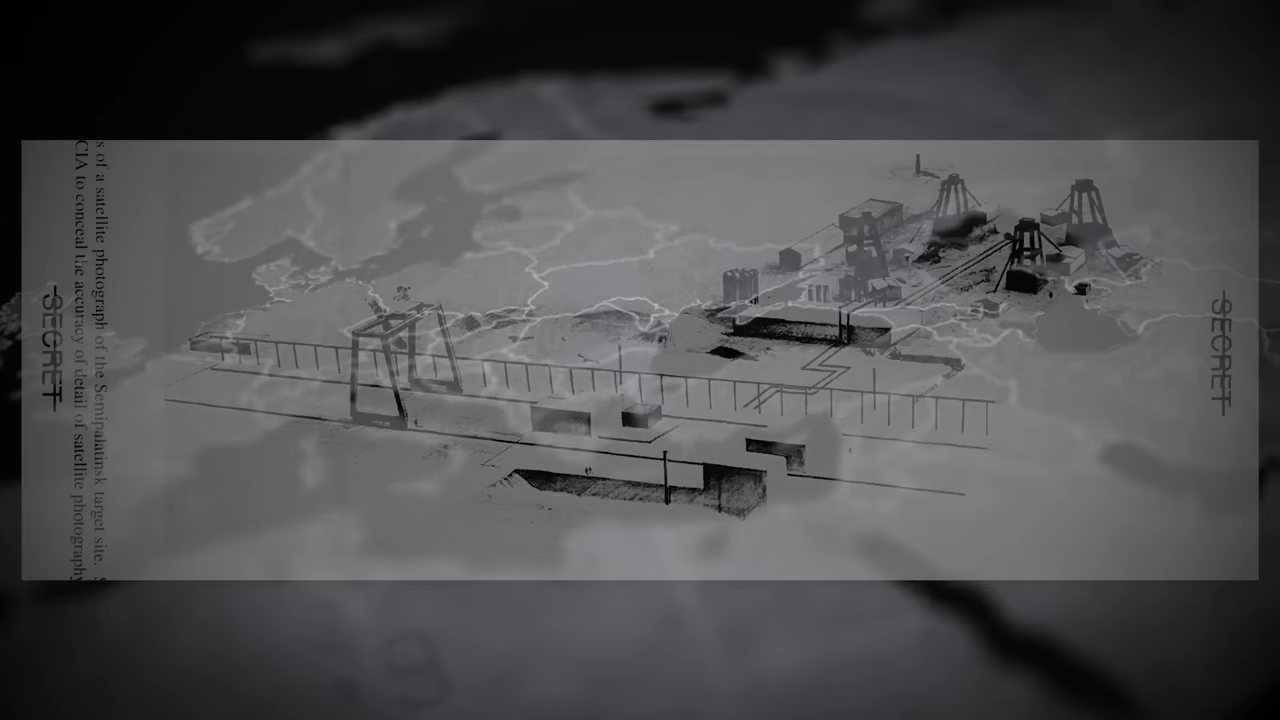 s of a satellite photograph of the Semipalatinsk target site.
CIA to conceal the accuracy of detail of satellite photography
SECRET
SECRET